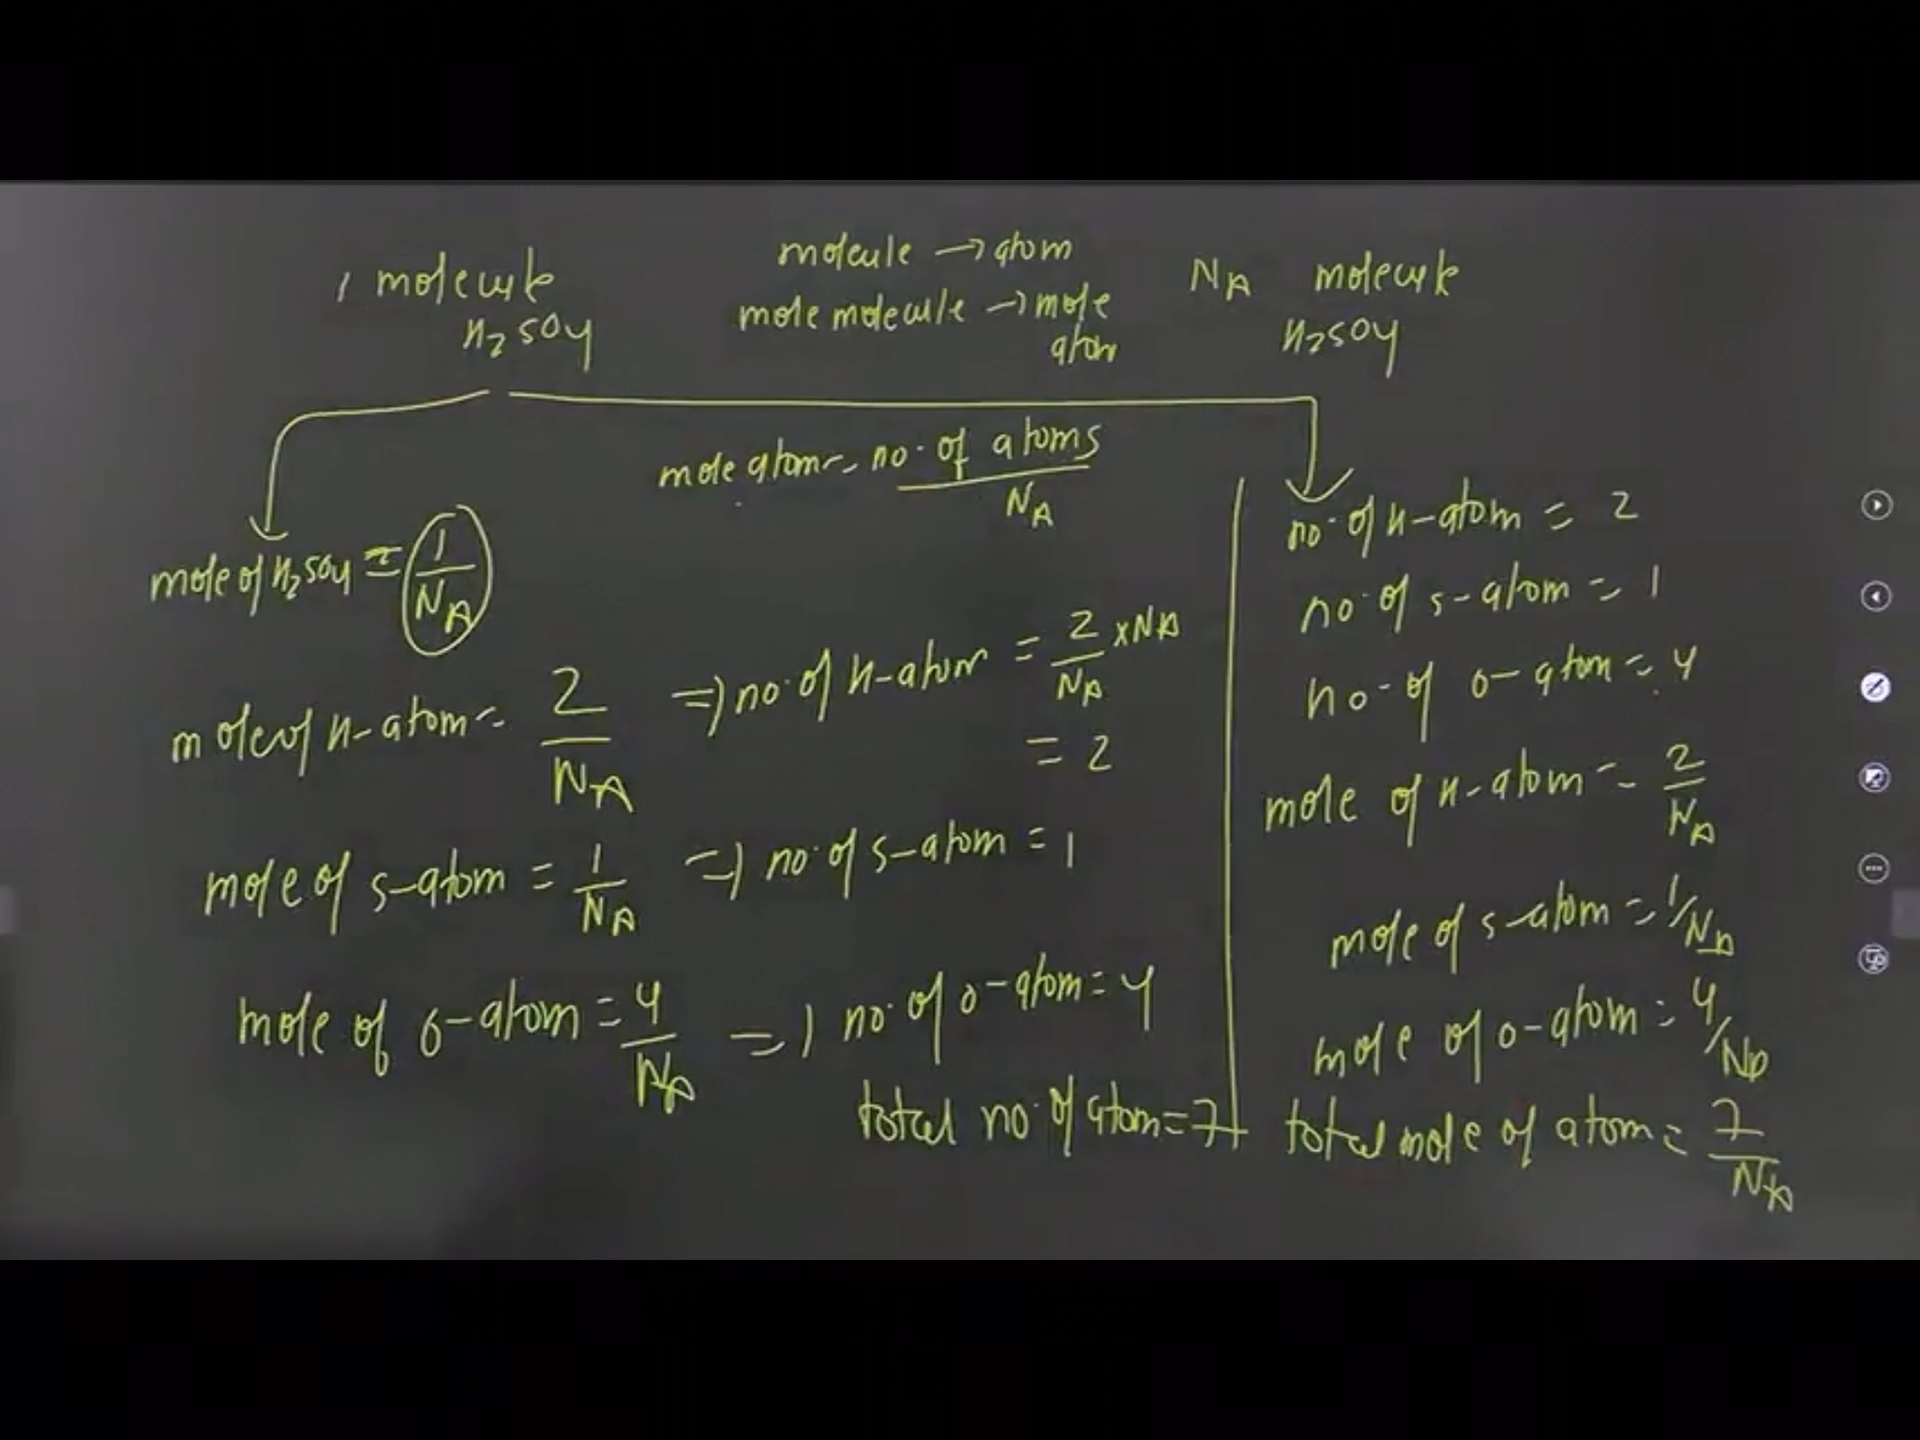 1 molecule
H2SO4
molecule → atom
mole molecule → mole
atom
NA molecule
H2SO4
mole atom = no. of atoms
NA
mole of H2SO4 = 1
NA
mole of H-atom = 2
NA
⇒ no. of H-atom = 2 × NA
NA
= 2
mole of s-atom = 1
NA
⇒ no. of s-atom = 1
mole of o-atom = 4
NA
⇒ no. of o-atom = 4
total no. of atom = 7
no. of H-atom = 2
no. of s-atom = 1
no. of o-atom = 4
mole of H-atom = 2
NA
mole of s-atom = 1/NA
mole of o-atom = 4/NA
total mole of atom = 7
NA